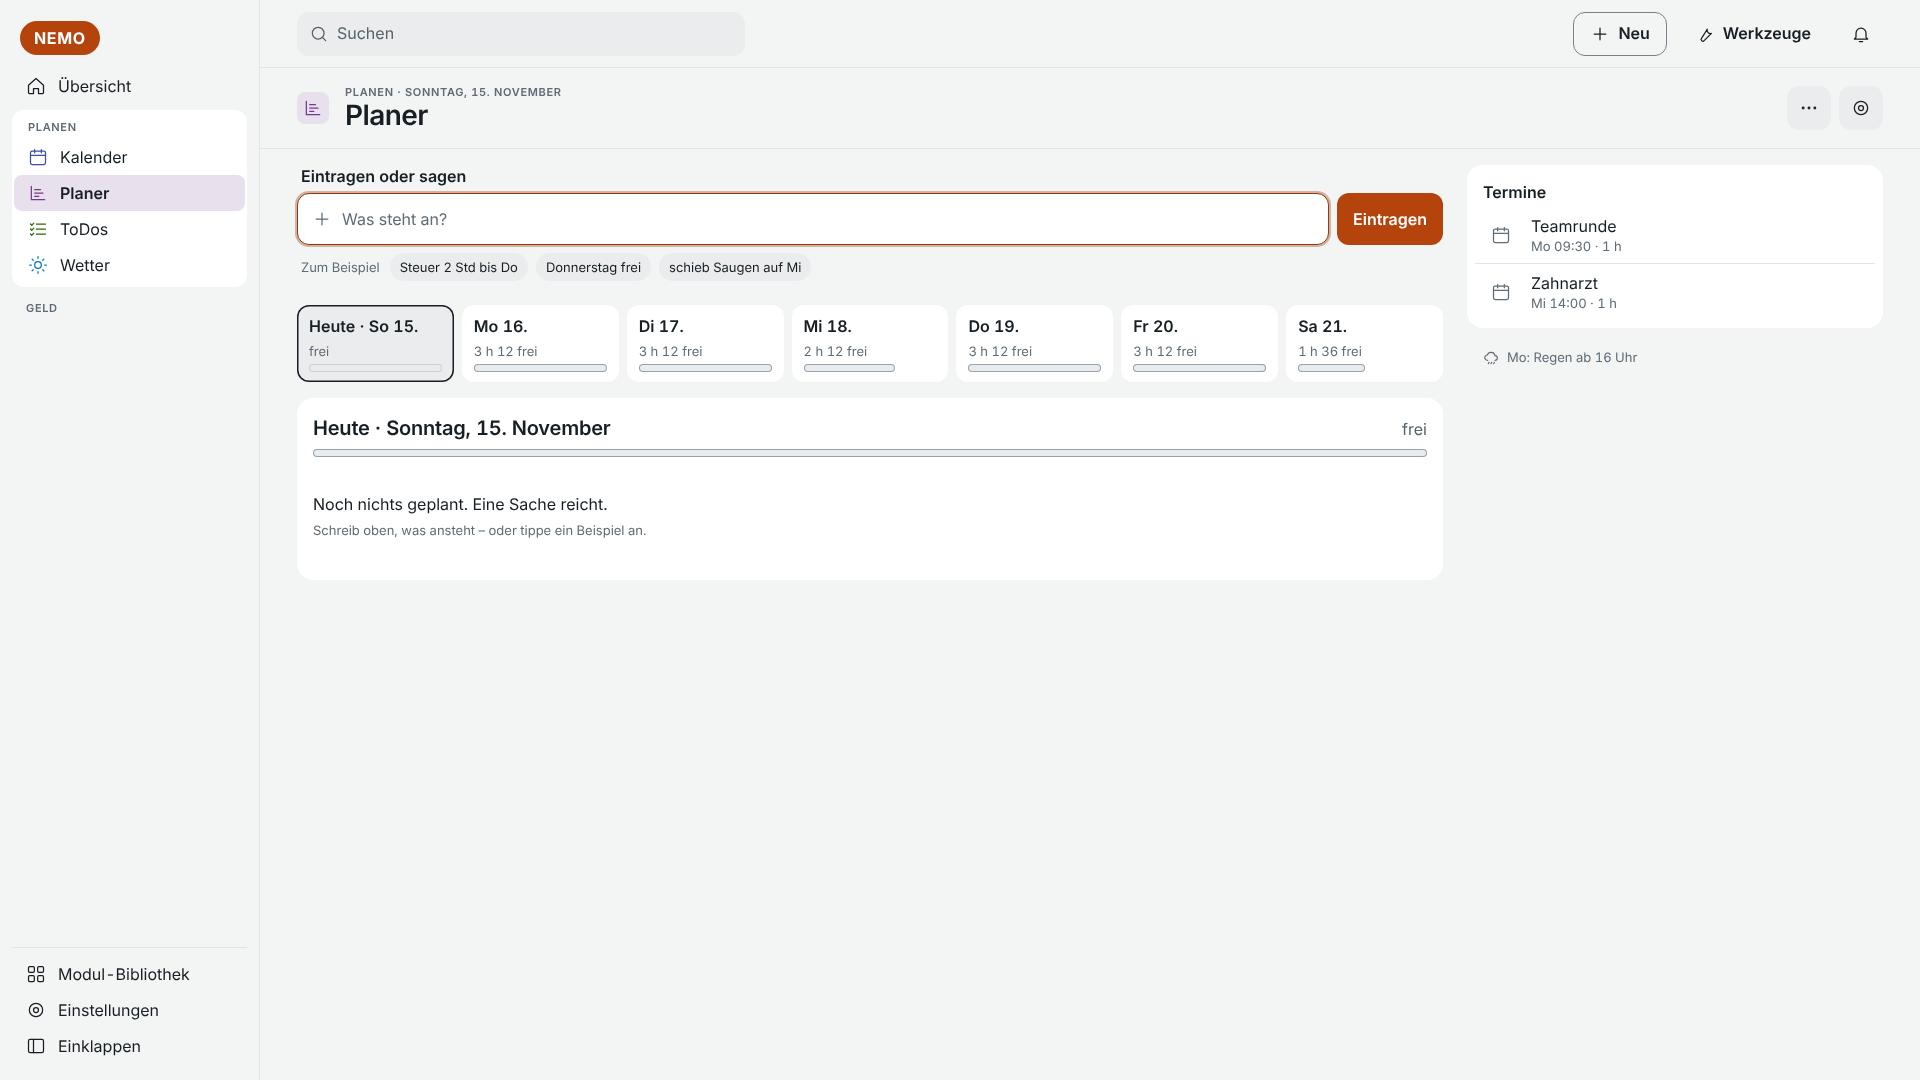 NEMO
Übersicht
PLANEN
Kalender
Planer
ToDos
Wetter
GELD
Modul-Bibliothek
Einstellungen
Einklappen
Suchen
Neu
Werkzeuge
PLANEN · SONNTAG, 15. NOVEMBER
Planer
Eintragen oder sagen
Was steht an?
Eintragen
Zum Beispiel
Steuer 2 Std bis Do
Donnerstag frei
schieb Saugen auf Mi
Heute · So 15.
frei
Mo 16.
3 h 12 frei
Di 17.
3 h 12 frei
Mi 18.
2 h 12 frei
Do 19.
3 h 12 frei
Fr 20.
3 h 12 frei
Sa 21.
1 h 36 frei
Heute · Sonntag, 15. November
frei
Noch nichts geplant. Eine Sache reicht.
Schreib oben, was ansteht – oder tippe ein Beispiel an.
Termine
Teamrunde
Mo 09:30 · 1 h
Zahnarzt
Mi 14:00 · 1 h
Mo: Regen ab 16 Uhr